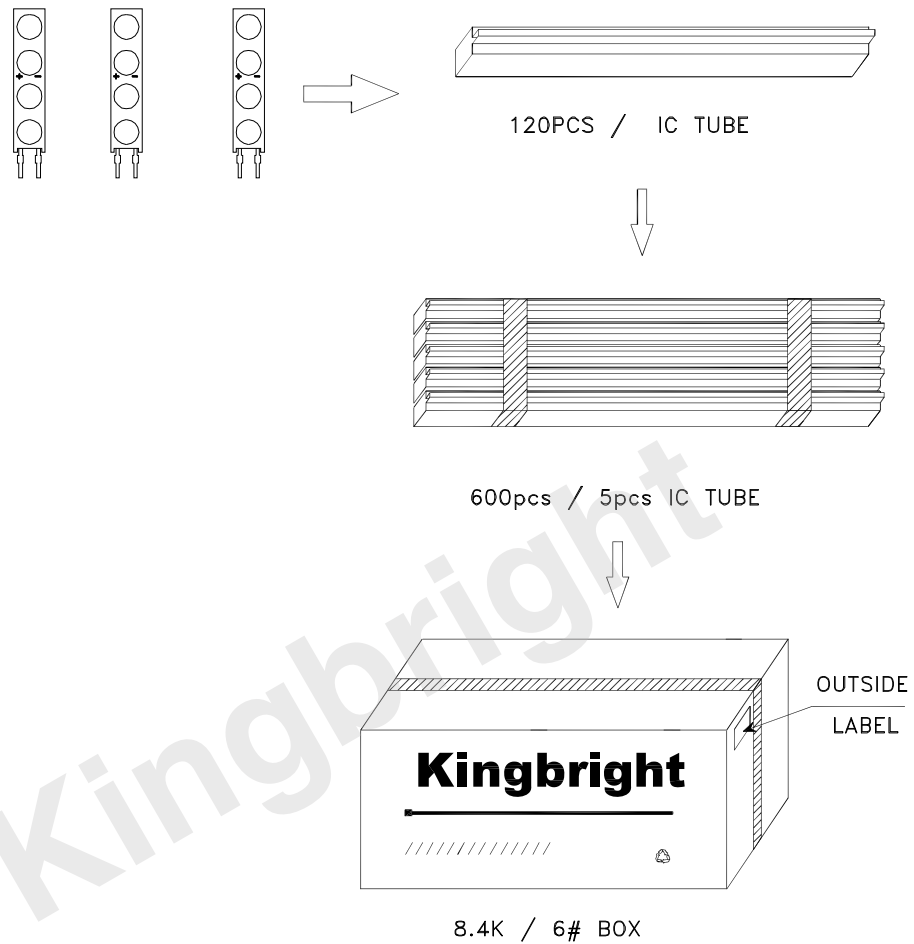 120PCS / IC TUBE
600pcs / 5pcs IC TUBE
Kingbright
OUTSIDE
LABEL
Kingbright
8.4K / 6# BOX